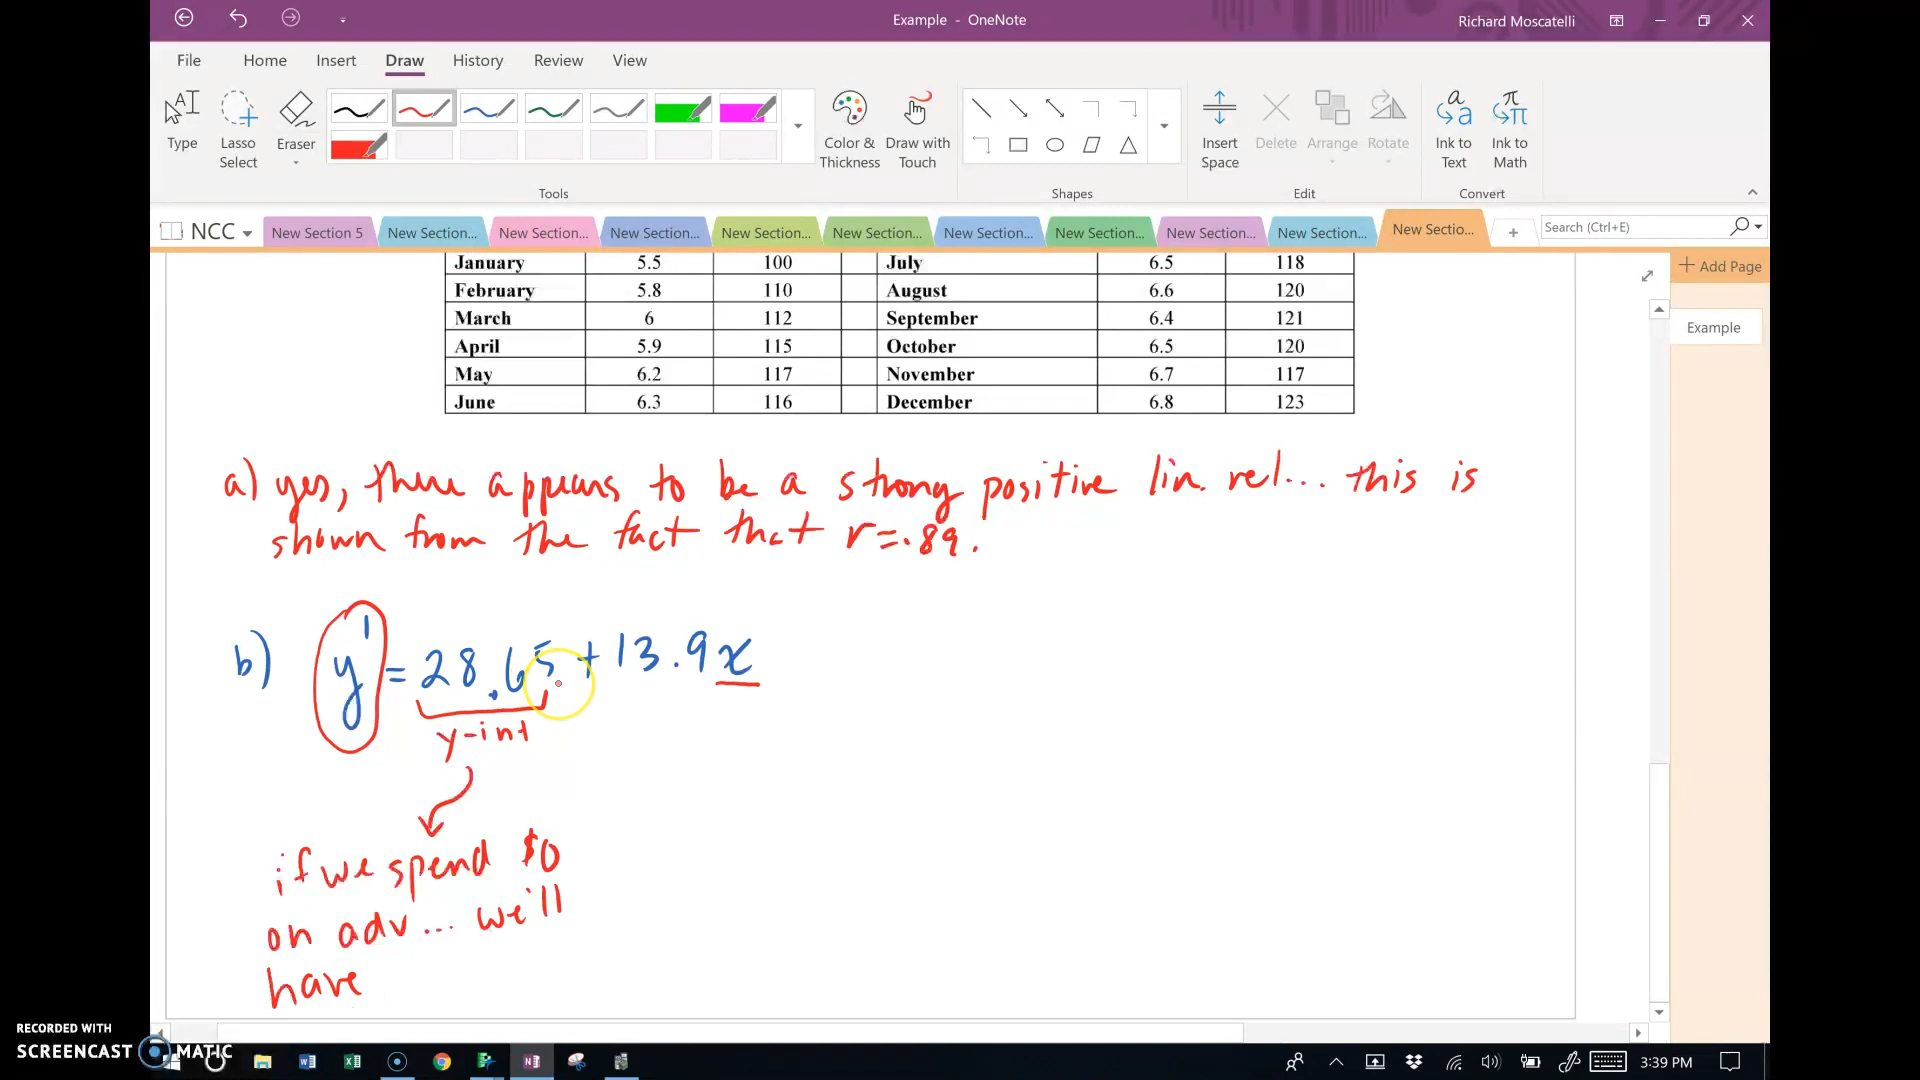 Example - OneNote
Richard Moscatelli
File Home Insert Draw History Review View
Type
Lasso Select
Eraser
Color & Thickness
Draw with Touch
Insert Space
Delete
Arrange
Rotate
Ink to Text
Ink to Math
Tools
Shapes
Edit
Convert
NCC
New Section 5 New Section... New Section... New Section... New Section... New Section... New Section... New Section... New Section... New Section... New Sectio...
Search (Ctrl+E)
Add Page
Example
January 5.5 100 July 6.5 118
February 5.8 110 August 6.6 120
March 6 112 September 6.4 121
April 5.9 115 October 6.5 120
May 6.2 117 November 6.7 117
June 6.3 116 December 6.8 123
a) yes, there appears to be a strong positive lin. rel... this is
shown from the fact that r=.89.
b) y' = 28.65 + 13.9x
y-int
if we spend $0
on adv... we'll
have
RECORDED WITH
SCREENCAST MATIC
3:39 PM